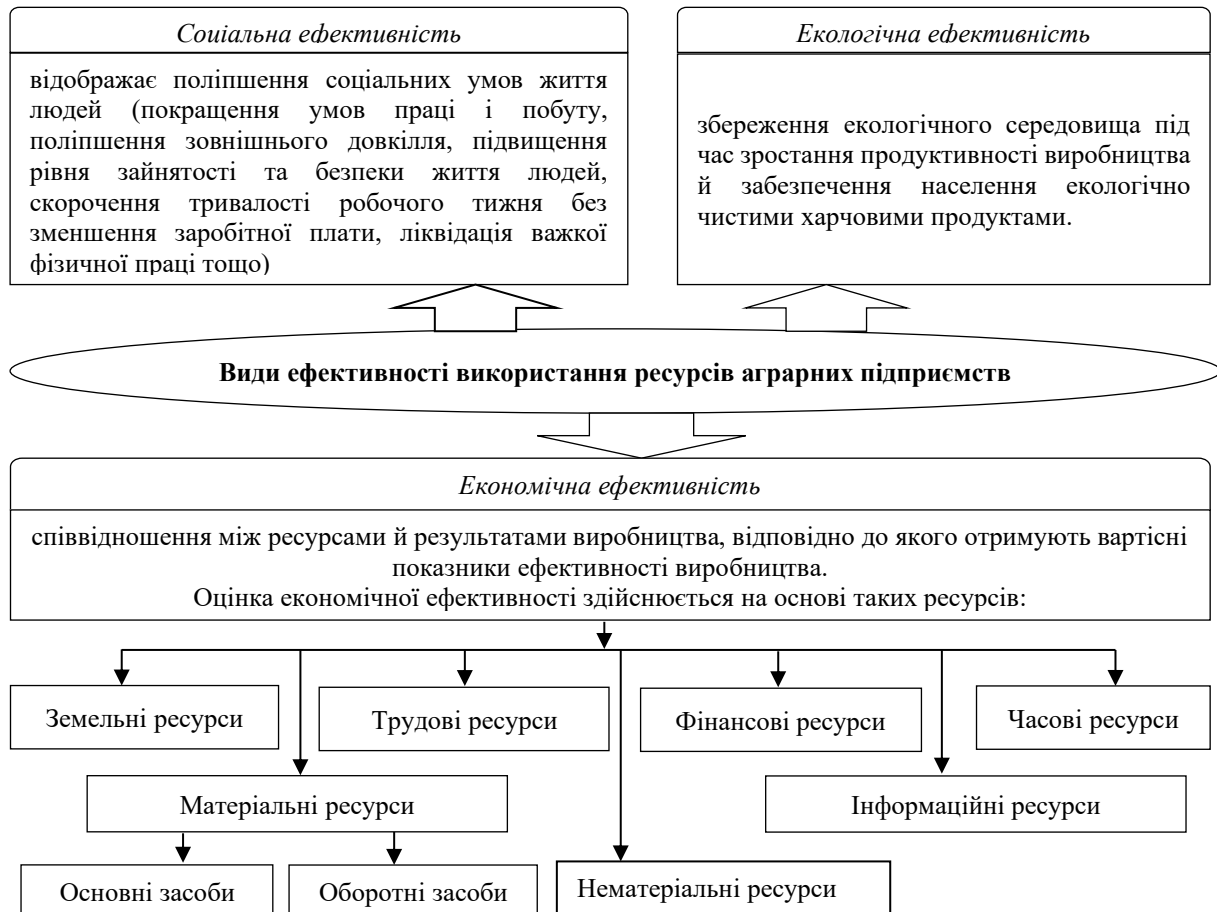 Соціальна ефективність
відображає поліпшення соціальних умов життя
людей (покращення умов праці і побуту,
поліпшення зовнішнього довкілля, підвищення
рівня зайнятості та безпеки життя людей,
скорочення тривалості робочого тижня без
зменшення заробітної плати, ліквідація важкої
фізичної праці тощо)
Екологічна ефективність
збереження екологічного середовища під
час зростання продуктивності виробництва
й забезпечення населення екологічно
чистими харчовими продуктами.
Види ефективності використання ресурсів аграрних підприємств
Економічна ефективність
співвідношення між ресурсами й результатами виробництва, відповідно до якого отримують вартісні
показники ефективності виробництва.
Оцінка економічної ефективності здійснюється на основі таких ресурсів:
Земельні ресурси
Трудові ресурси
Фінансові ресурси
Часові ресурси
Матеріальні ресурси
Інформаційні ресурси
Основні засоби
Оборотні засоби
Нематеріальні ресурси